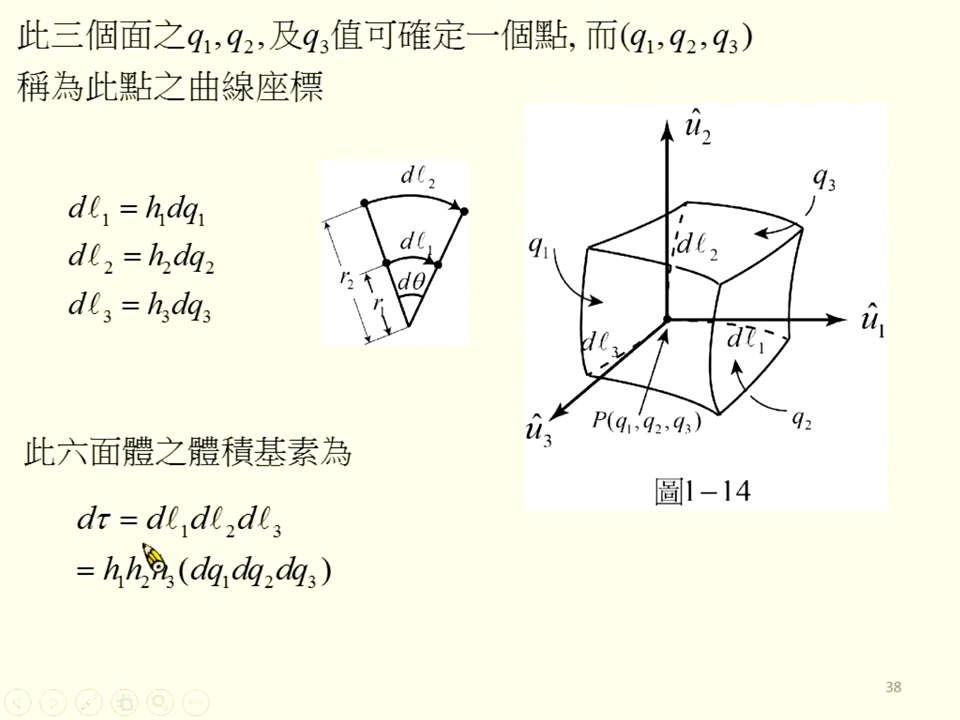 此三個面之q₁, q₂, 及q₃值可確定一個點, 而(q₁, q₂, q₃)
稱為此點之曲線座標
dℓ₁ = h₁dq₁
dℓ₂ = h₂dq₂
dℓ₃ = h₃dq₃
dℓ₂
dℓ₁
dθ
r₂
r₁
û₂
q₃
q₁
dℓ₂
û₁
dℓ₃
dℓ₁
û₃
P(q₁, q₂, q₃)
q₂
圖1–14
此六面體之體積基素為
dτ = dℓ₁dℓ₂dℓ₃
= h₁h₂h₃(dq₁dq₂dq₃)
38